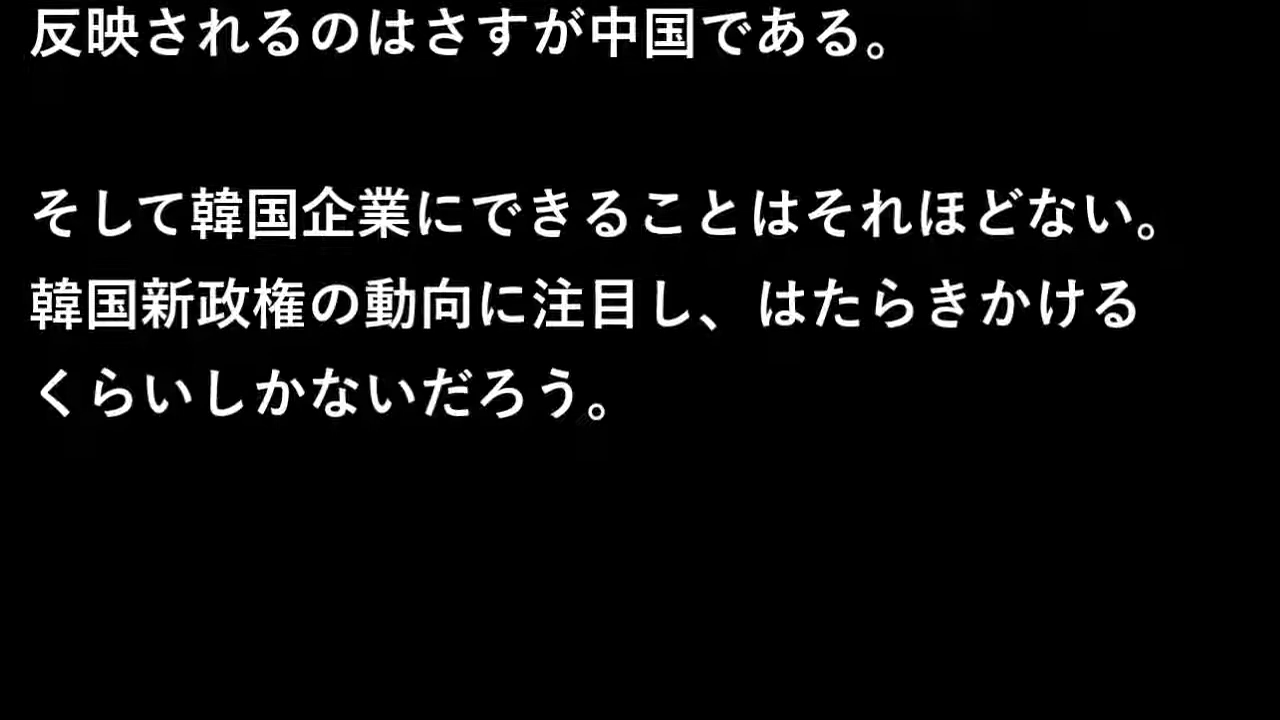 反映されるのはさすが中国である。
そして韓国企業にできることはそれほどない。
韓国新政権の動向に注目し、はたらきかける
くらいしかないだろう。